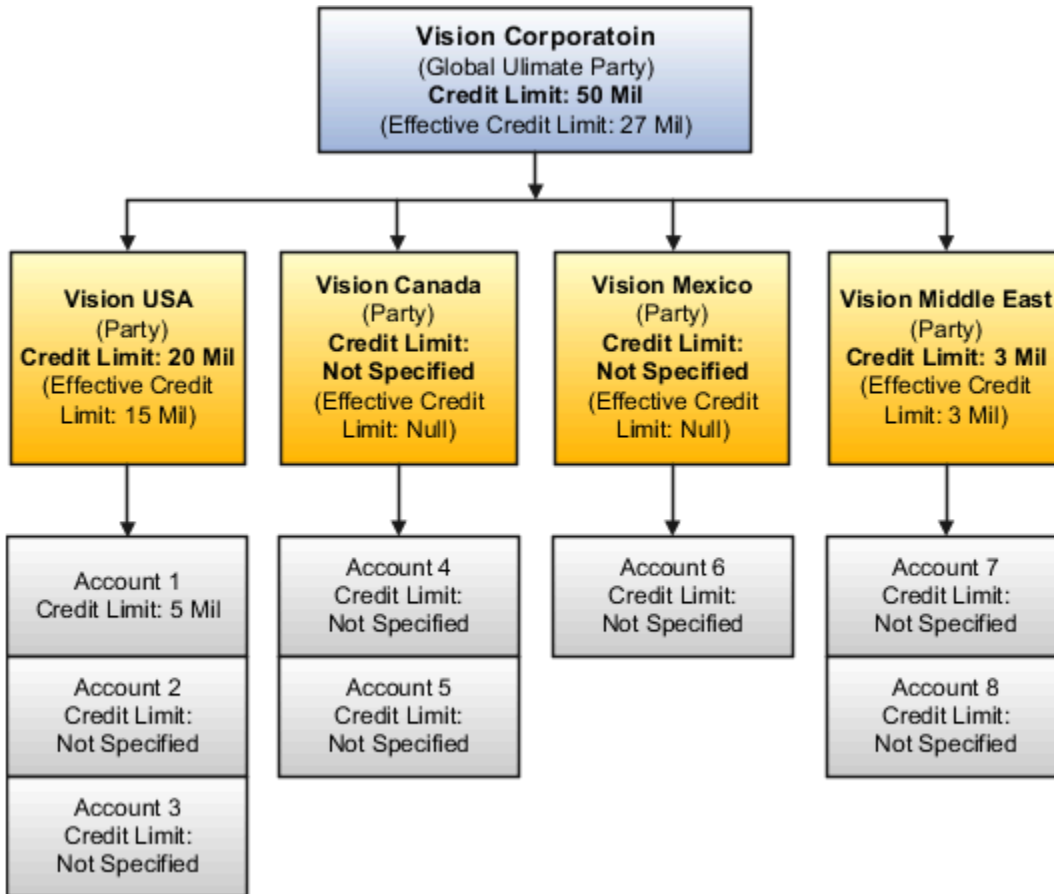 Vision Corporatoin
(Global Ulimate Party)
Credit Limit: 50 Mil
(Effective Credit Limit: 27 Mil)
Vision USA
(Party)
Credit Limit: 20 Mil
(Effective Credit
Limit: 15 Mil)
Vision Canada
(Party)
Credit Limit:
Not Specified
(Effective Credit
Limit: Null)
Vision Mexico
(Party)
Credit Limit:
Not Specified
(Effective Credit
Limit: Null)
Vision Middle East
(Party)
Credit Limit: 3 Mil
(Effective Credit
Limit: 3 Mil)
Account 1
Credit Limit: 5 Mil
Account 2
Credit Limit:
Not Specified
Account 3
Credit Limit:
Not Specified
Account 4
Credit Limit:
Not Specified
Account 5
Credit Limit:
Not Specified
Account 6
Credit Limit:
Not Specified
Account 7
Credit Limit:
Not Specified
Account 8
Credit Limit:
Not Specified